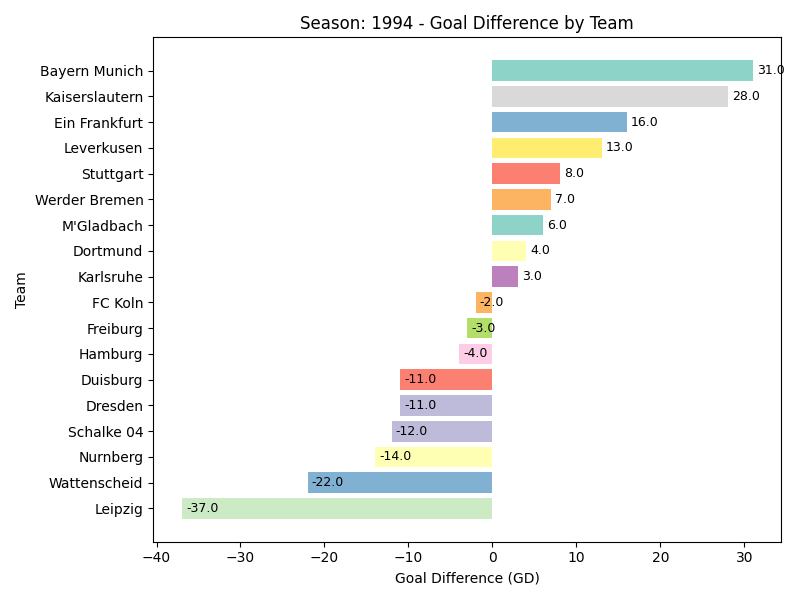 Season: 1994 - Goal Difference by Team
Bayern Munich 31.0
Kaiserslautern 28.0
Ein Frankfurt 16.0
Leverkusen 13.0
Stuttgart 8.0
Werder Bremen 7.0
M'Gladbach 6.0
Dortmund 4.0
Karlsruhe 3.0
Team
FC Koln -2.0
Freiburg -3.0
Hamburg -4.0
Duisburg -11.0
Dresden -11.0
Schalke 04 -12.0
Nurnberg -14.0
Wattenscheid -22.0
Leipzig -37.0
−40 −30 −20 −10 0 10 20 30
Goal Difference (GD)